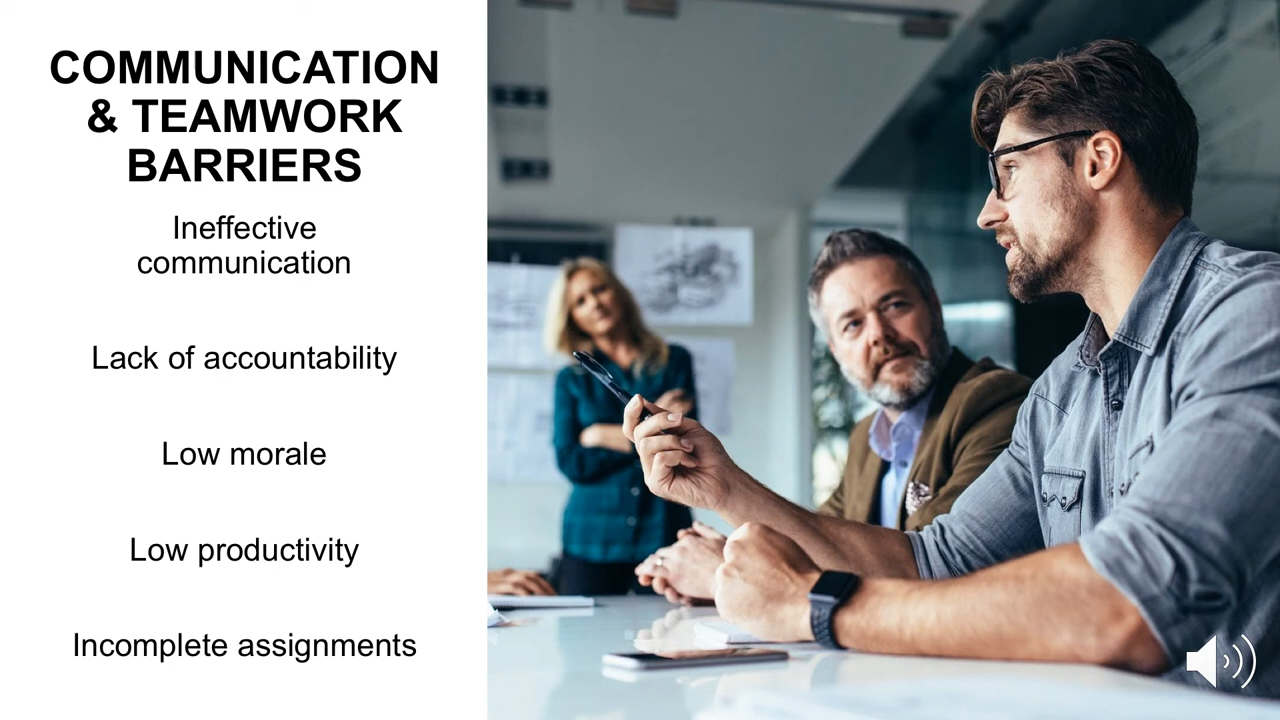 COMMUNICATION
& TEAMWORK
BARRIERS
Ineffective
communication
Lack of accountability
Low morale
Low productivity
Incomplete assignments